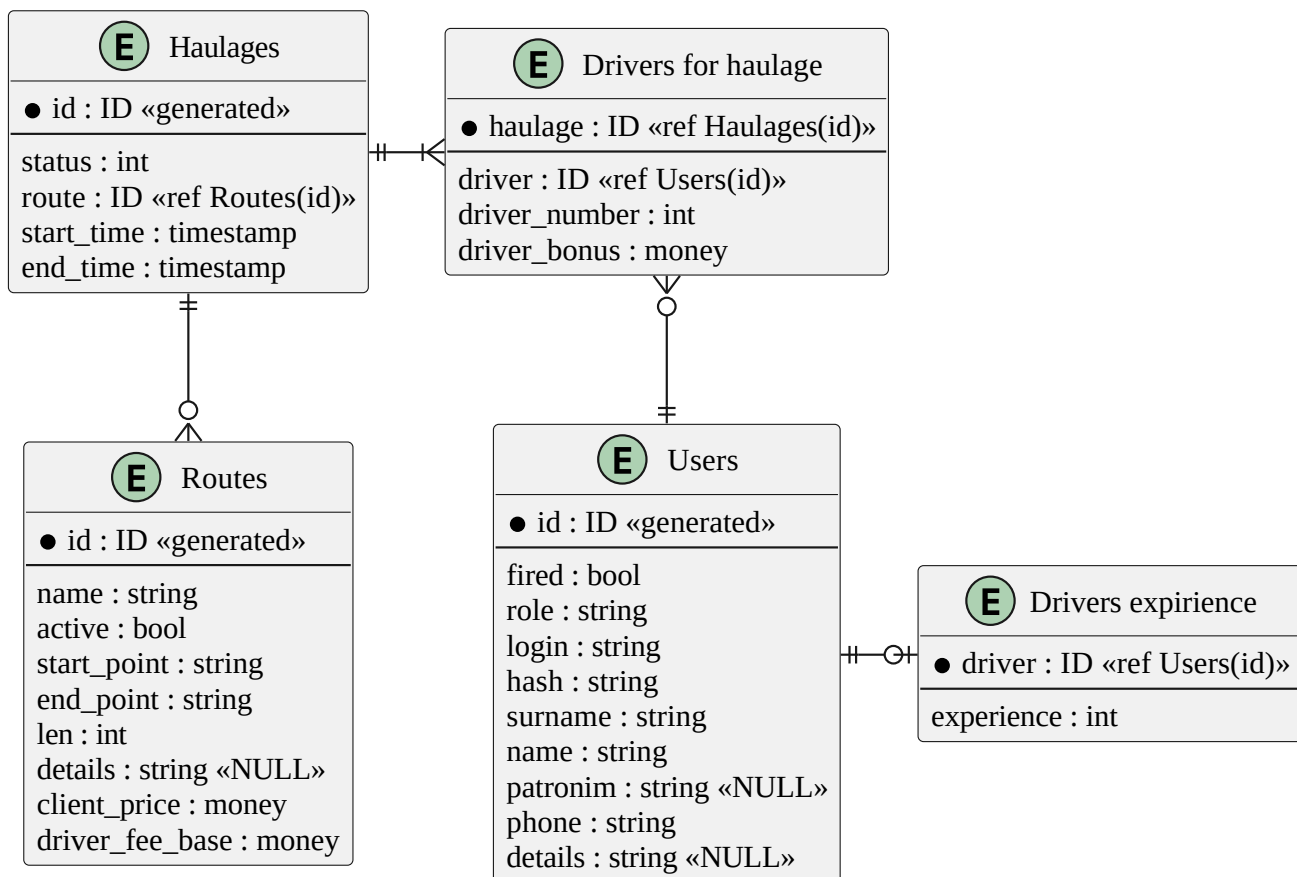 E Haulages
id : ID «generated»
status : int
route : ID «ref Routes(id)»
start_time : timestamp
end_time : timestamp
E Drivers for haulage
haulage : ID «ref Haulages(id)»
driver : ID «ref Users(id)»
driver_number : int
driver_bonus : money
E Routes
id : ID «generated»
name : string
active : bool
start_point : string
end_point : string
len : int
details : string «NULL»
client_price : money
driver_fee_base : money
E Users
id : ID «generated»
fired : bool
role : string
login : string
hash : string
surname : string
name : string
patronim : string «NULL»
phone : string
details : string «NULL»
E Drivers expirience
driver : ID «ref Users(id)»
experience : int